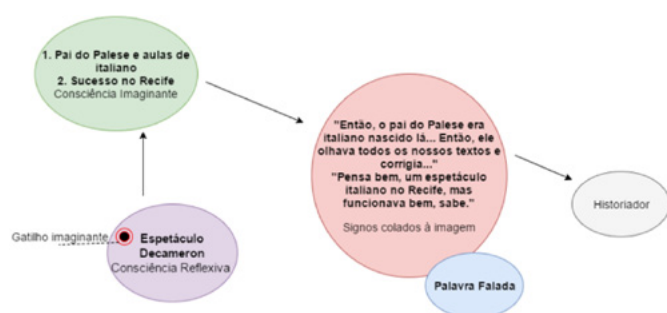 1. Pai do Palese e aulas de
italiano
2. Sucesso no Recife
Consciência Imaginante
"Então, o pai do Palese era
italiano nascido lá... Então, ele
olhava todos os nossos textos e
corrigia..."
"Pensa bem, um espetáculo
italiano no Recife, mas
funcionava bem, sabe."
Signos colados à imagem
Historiador
Gatilho imaginante
Espetáculo
Decameron
Consciência Reflexiva
Palavra Falada